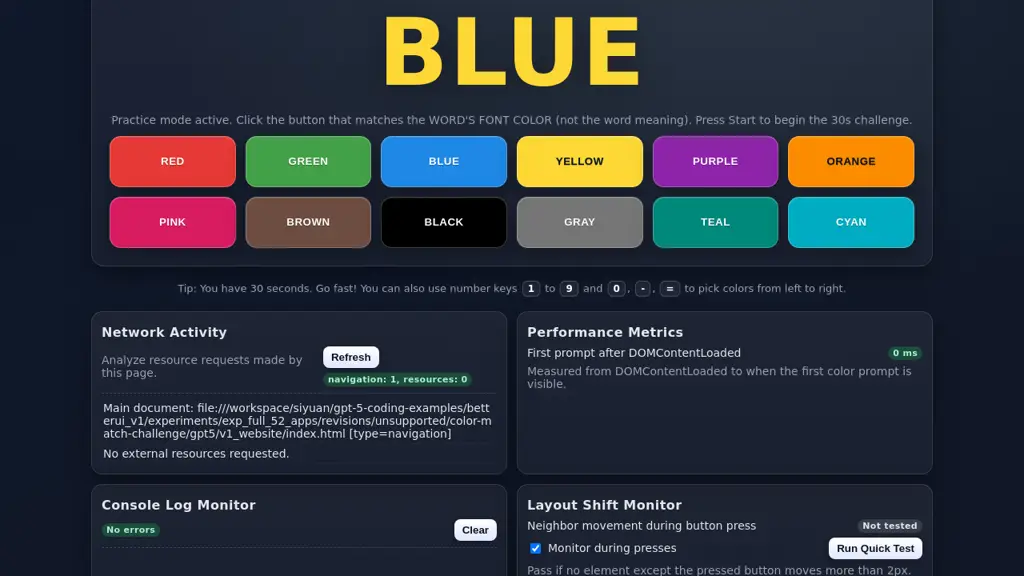 BLUE
Practice mode active. Click the button that matches the WORD'S FONT COLOR (not the word meaning). Press Start to begin the 30s challenge.
RED
GREEN
BLUE
YELLOW
PURPLE
ORANGE
PINK
BROWN
BLACK
GRAY
TEAL
CYAN
Tip: You have 30 seconds. Go fast! You can also use number keys 1 to 9 and 0, -, = to pick colors from left to right.
Network Activity
Analyze resource requests made by
this page.
Refresh
navigation: 1, resources: 0
Main document: file:///workspace/siyuan/gpt-5-coding-examples/bett
erui_v1/experiments/exp_full_52_apps/revisions/unsupported/color-m
atch-challenge/gpt5/v1_website/index.html [type=navigation]
No external resources requested.
Performance Metrics
First prompt after DOMContentLoaded
0 ms
Measured from DOMContentLoaded to when the first color prompt is
visible.
Console Log Monitor
No errors
Clear
Layout Shift Monitor
Neighbor movement during button press
Not tested
Monitor during presses
Run Quick Test
Pass if no element except the pressed button moves more than 2px.